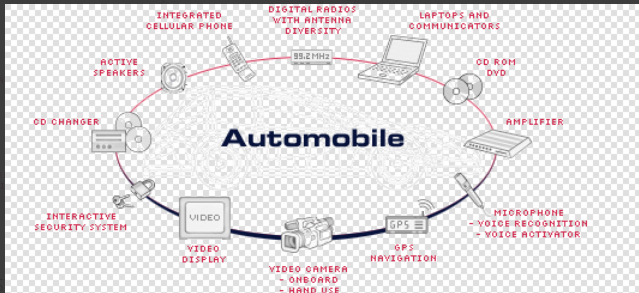 INTEGRATED
CELLULAR PHONE
DIGITAL RADIOS
WITH ANTENNA
DIVERSITY
LAPTOPS AND
COMMUNICATORS
ACTIVE
SPEAKERS
99.2 MHz
CD ROM
DVD
CD CHANGER
Automobile
AMPLIFIER
INTERACTIVE
SECURITY SYSTEM
VIDEO
VIDEO
DISPLAY
VIDEO CAMERA
- ONBOARD
- HAND USE
GPS
GPS
NAVIGATION
MICROPHONE
- VOICE RECOGNITION
- VOICE ACTIVATOR